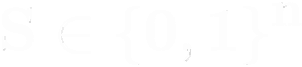 S ∈ {0, 1}ⁿ